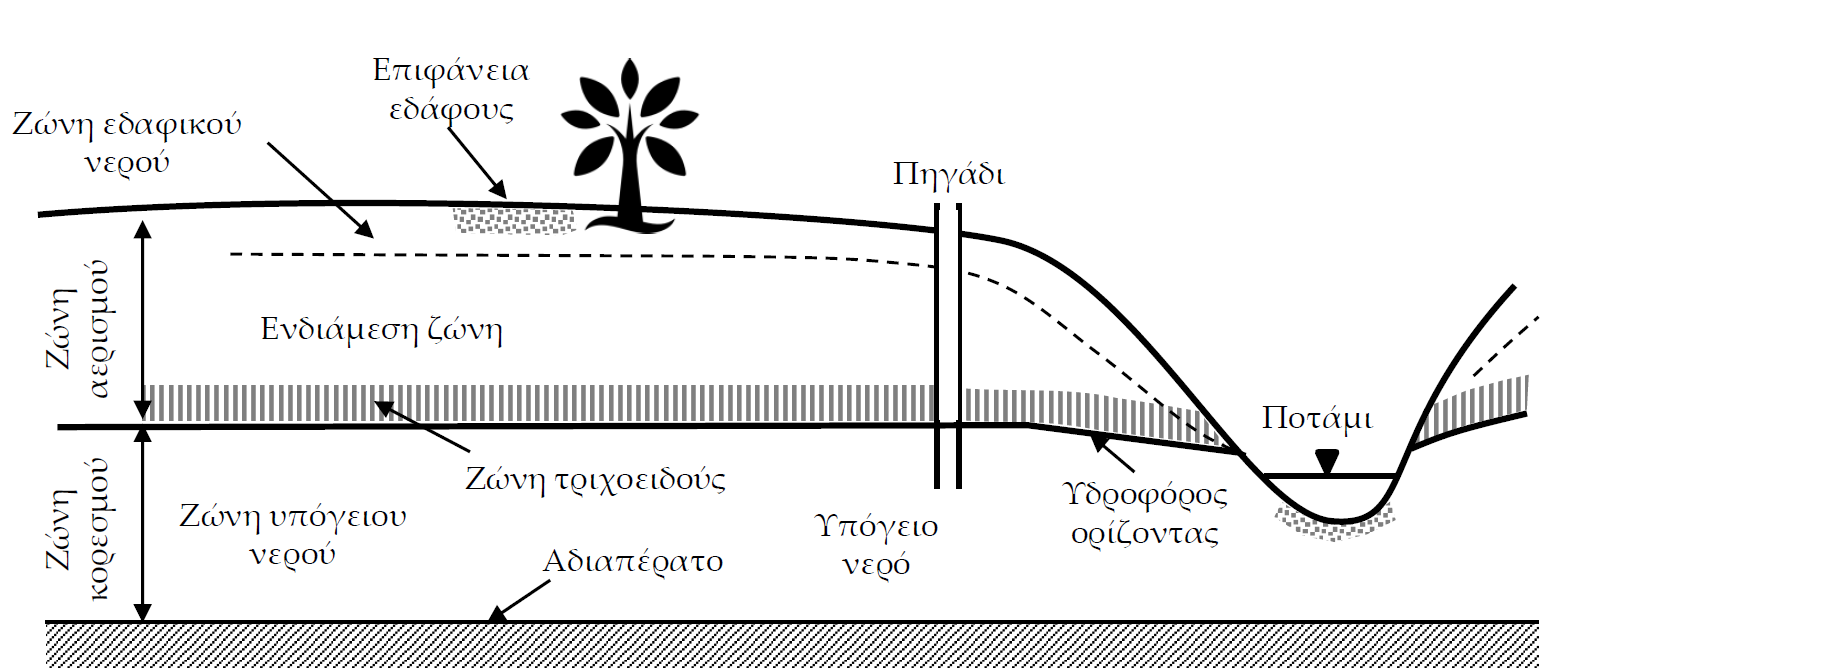 Επιφάνεια
εδάφους
Ζώνη εδαφικού
νερού
Πηγάδι
Ζώνη
αερισμού
Ενδιάμεση ζώνη
Ποτάμι
Ζώνη τριχοειδούς
Υδροφόρος
ορίζοντας
Ζώνη
κορεσμού
Ζώνη υπόγειου
νερού
Υπόγειο
νερό
Αδιαπέρατο